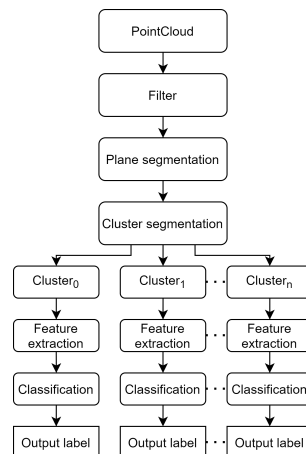 PointCloud
Filter
Plane segmentation
Cluster segmentation
Cluster0 Cluster1 ... Clustern
Feature Feature Feature
extraction extraction ... extraction
Classification Classification ... Classification
Output label Output label ... Output label